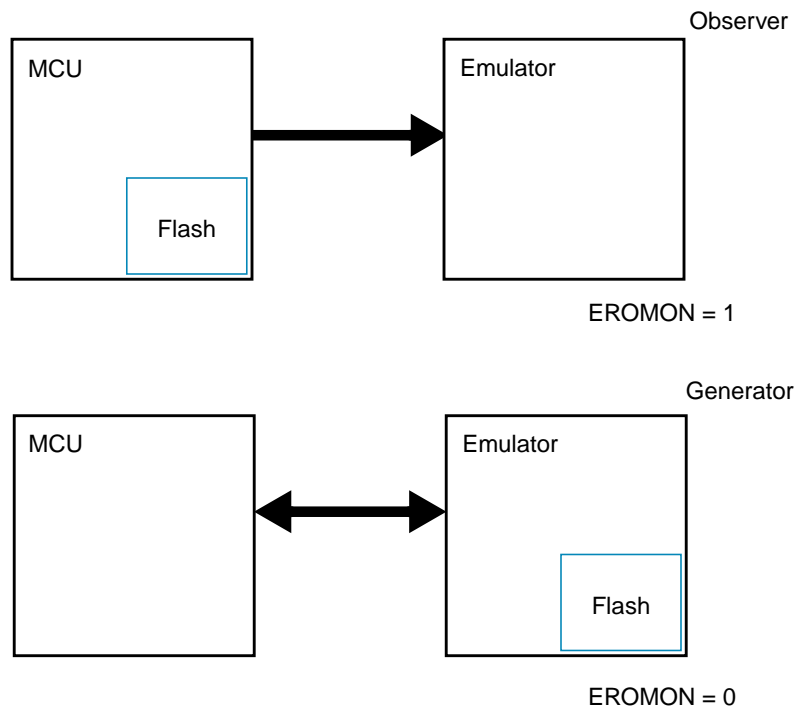 Observer
MCU
Emulator
Flash
EROMON = 1
Generator
MCU
Emulator
Flash
EROMON = 0